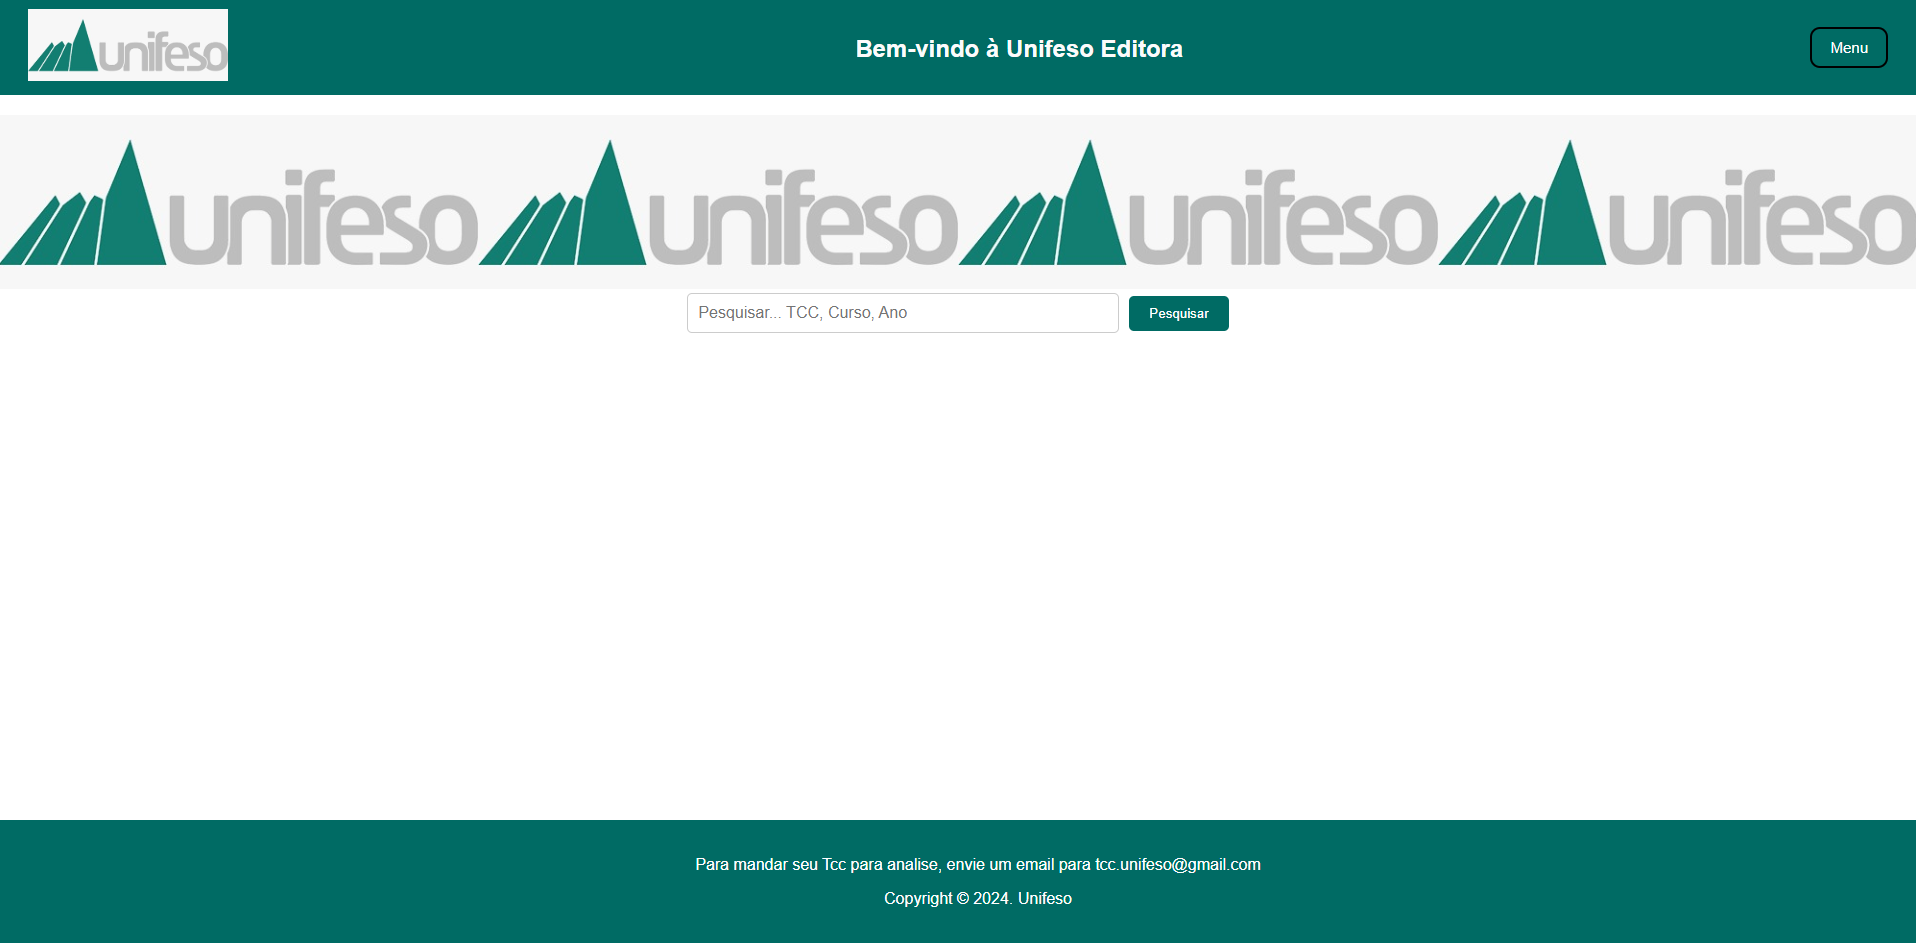 unifeso
Bem-vindo à Unifeso Editora
Menu
unifeso unifeso unifeso unifeso
Pesquisar... TCC, Curso, Ano
Pesquisar
Para mandar seu Tcc para analise, envie um email para tcc.unifeso@gmail.com
Copyright © 2024. Unifeso